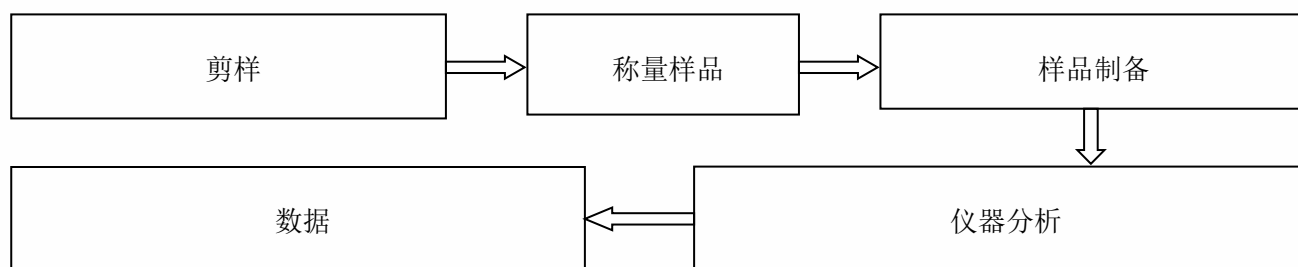 剪样
称量样品
样品制备
仪器分析
数据